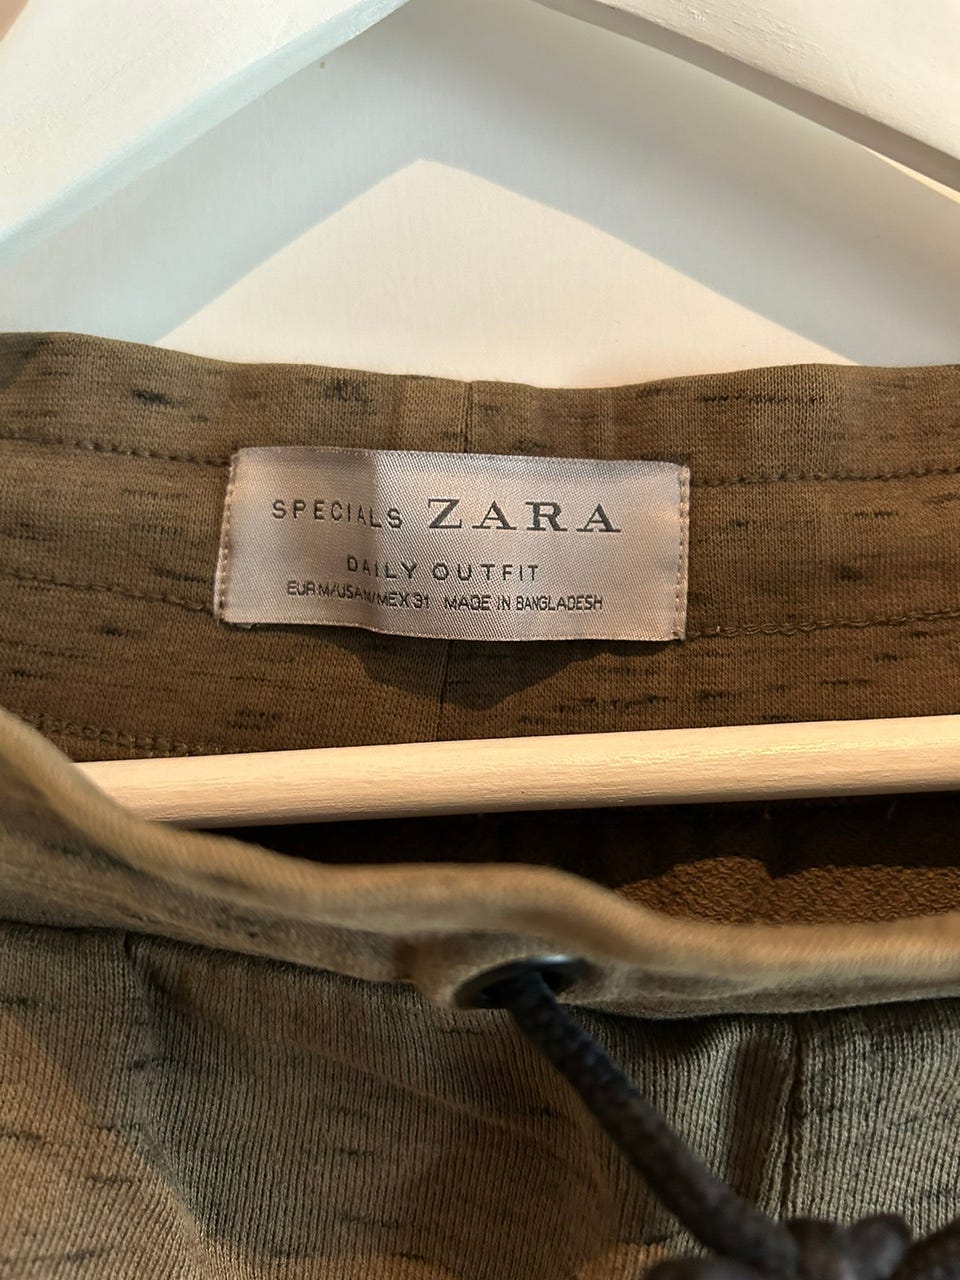 SPECIALS ZARA
DAILY OUTFIT
EUR M/USA M/MEX 31 MADE IN BANGLADESH